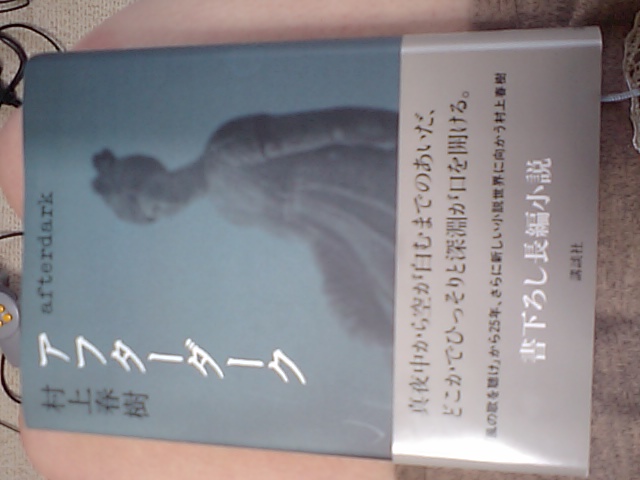 afterdark
アフターダーク
村上春樹
真夜中から空が白むまでのあいだ、
どこかでひっそりと深淵が口を開ける。
『風の歌を聴け』から25年、さらに新しい小説世界に向かう村上春樹
書下ろし長編小説
講談社